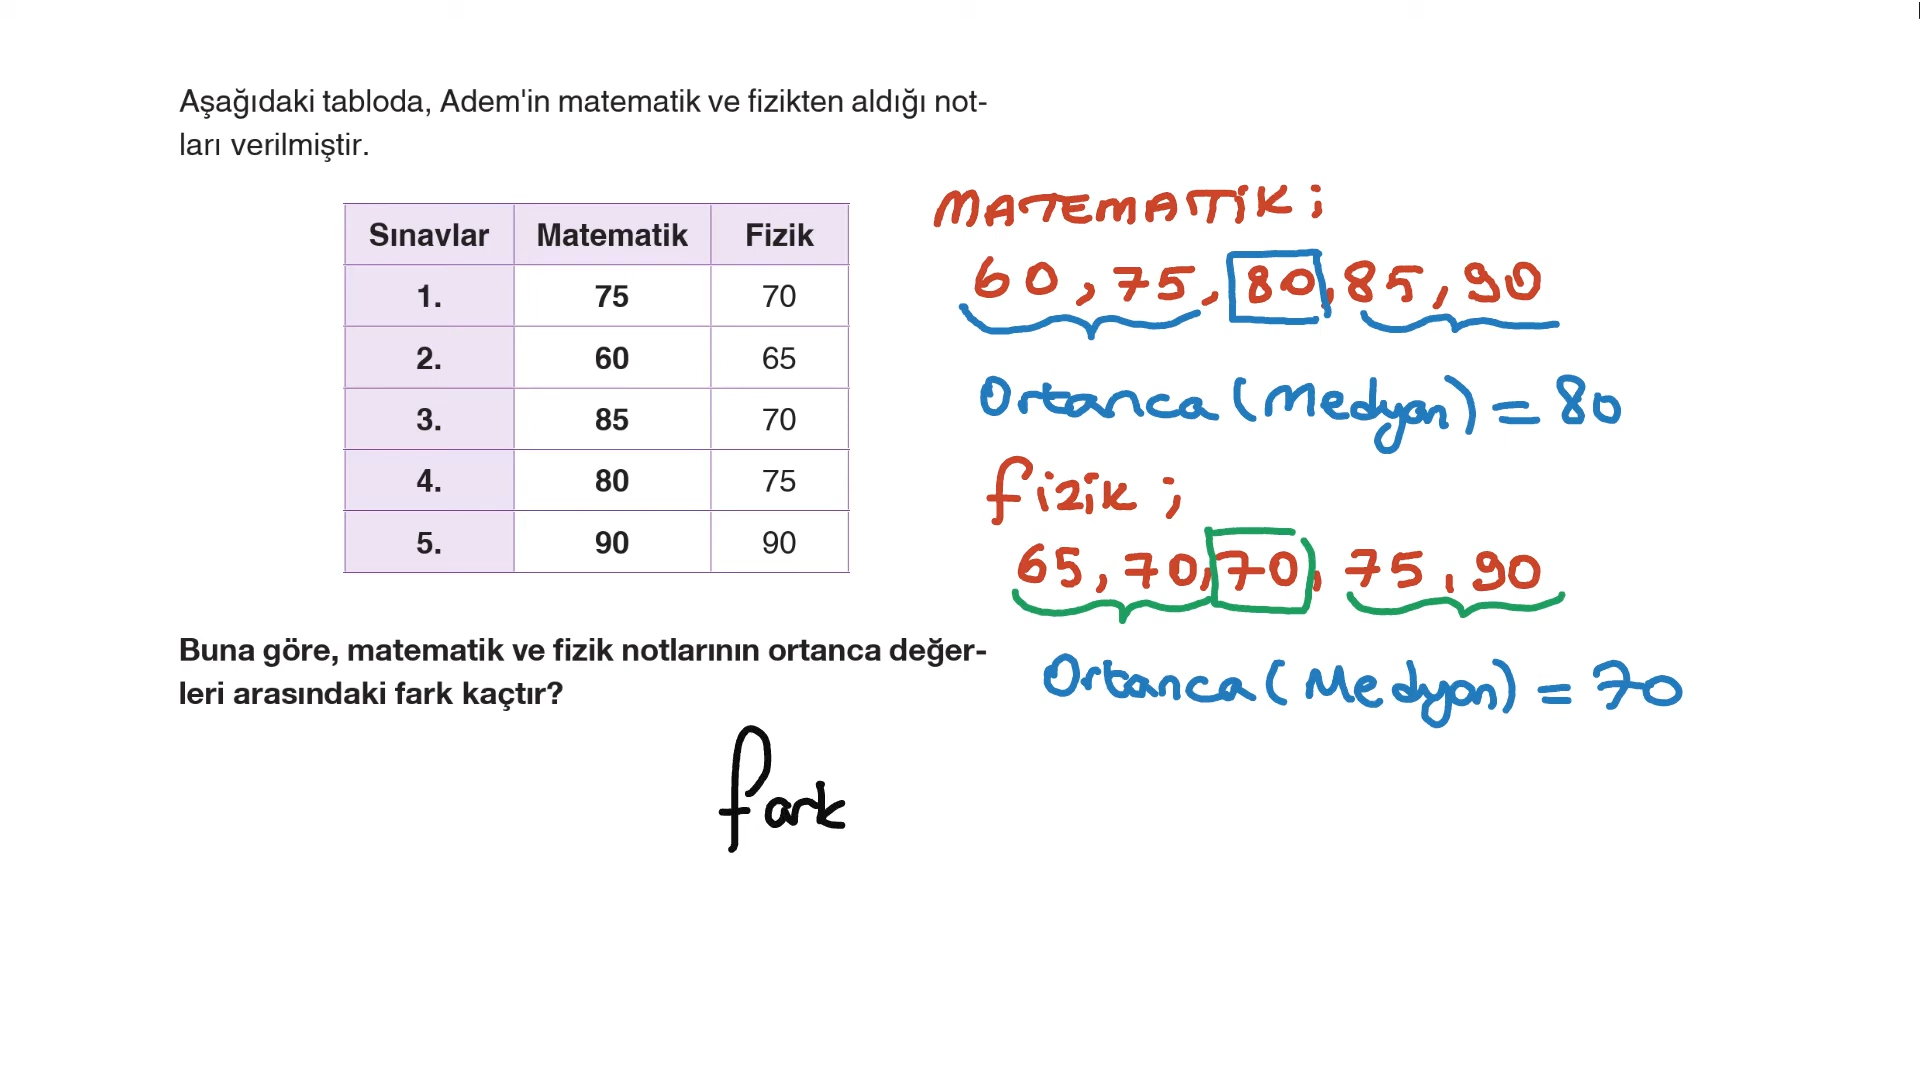 Aşağıdaki tabloda, Adem'in matematik ve fizikten aldığı not-
ları verilmiştir.
Sınavlar Matematik Fizik
1. 75 70
2. 60 65
3. 85 70
4. 80 75
5. 90 90
Buna göre, matematik ve fizik notlarının ortanca değer-
leri arasındaki fark kaçtır?
MATEMATİK ;
60, 75, 80, 85, 90
Ortanca (Medyan) = 80
fizik ;
65, 70, 70, 75, 90
Ortanca (Medyan) = 70
fark